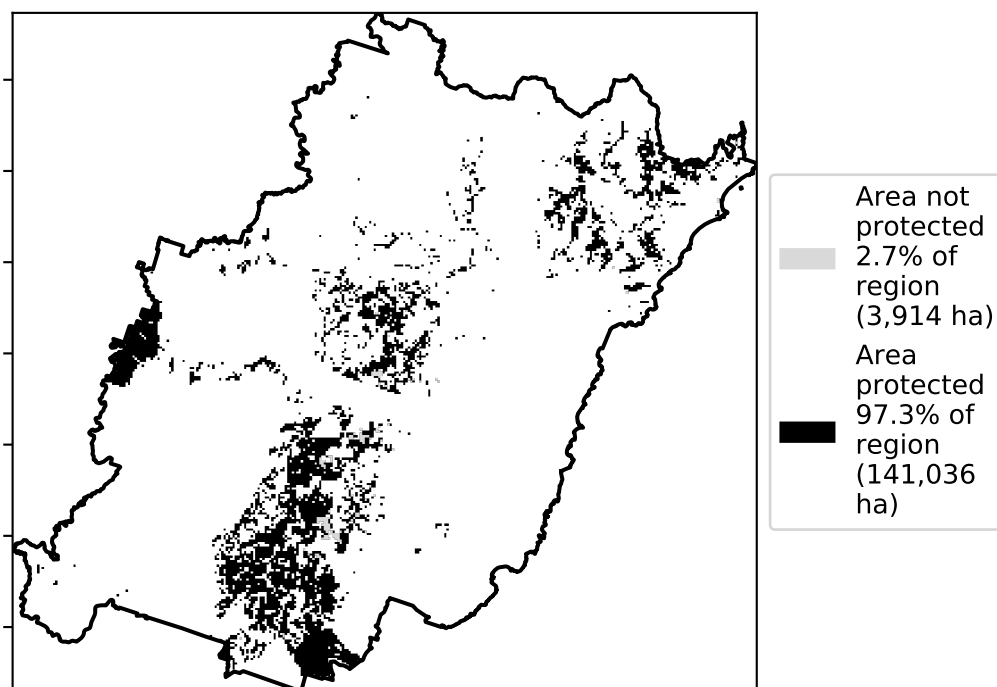 Area not
protected
2.7% of
region
(3,914 ha)
Area
protected
97.3% of
region
(141,036
ha)